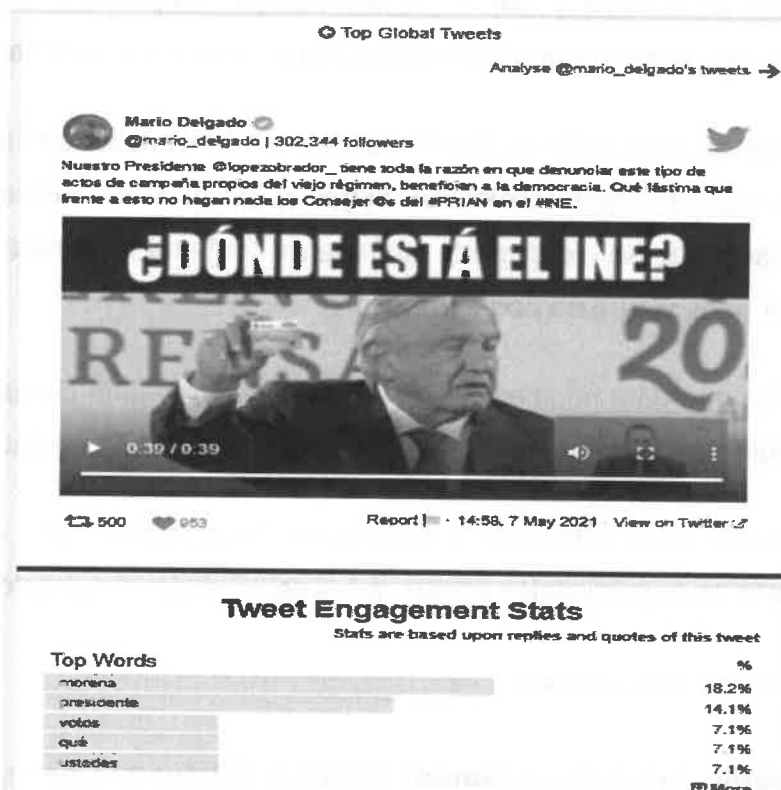 Top Global Tweets
Analyse @mario_delgado's tweets →
Mario Delgado
@mario_delgado | 302,344 followers
Nuestro Presidente @lopezobrador_ tiene toda la razón en que denunciar este tipo de
actos de campaña propios del viejo régimen, benefician a la democracia. Qué lástima que
frente a esto no hagan nada los Consejer@s del #PRIAN en el #INE.
¿DÓNDE ESTÁ EL INE?
RENC
PRENSA
20
0:39 / 0:39
500 953 Report · 14:58, 7 May 2021 View on Twitter
Tweet Engagement Stats
Stats are based upon replies and quotes of this tweet
Top Words %
morena 18.2%
presidente 14.1%
votos 7.1%
qué 7.1%
ustedes 7.1%
More